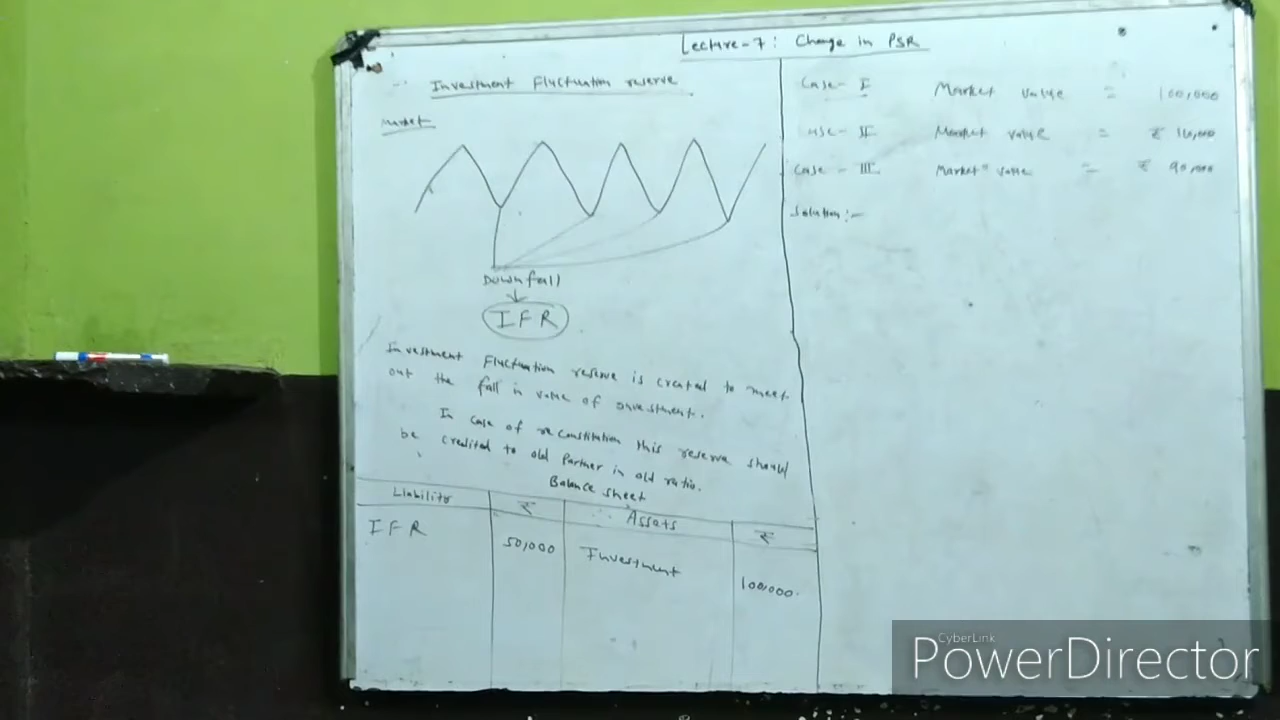 Lecture-7: Change in PSR
Investment Fluctuation reserve
Market
Downfall
IFR
Investment Fluctuation reserve is created to meet
out the fall in value of investment.
In case of reconstitution this reserve should
be credited to old Partner in old ratio.
Balance sheet
Liability ₹ Assets ₹
IFR 50,000 Investment 100,000
Case - I Market value = 100,000
Case - II Market value = ₹
Case - III Market value = ₹ 90,000
Solution:-
CyberLink
PowerDirector